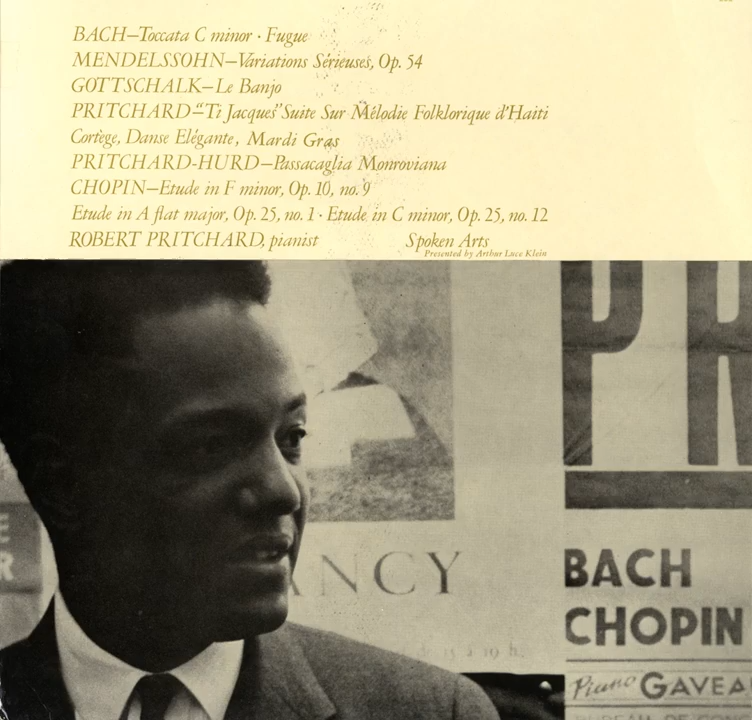 BACH—Toccata C minor · Fugue
MENDELSSOHN—Variations Sérieuses, Op. 54
GOTTSCHALK—Le Banjo
PRITCHARD—"Ti Jacques" Suite Sur Mélodie Folklorique d'Haiti
Cortège, Danse Elégante, Mardi Gras
PRITCHARD-HURD—Passacaglia Monroviana
CHOPIN—Etude in F minor, Op. 10, no. 9
Etude in A flat major, Op. 25, no. 1 · Etude in C minor, Op. 25, no. 12
ROBERT PRITCHARD, pianist Spoken Arts
Presented by Arthur Luce Klein
PR
E
R
ANCY
BACH
CHOPIN
Piano GAVEA